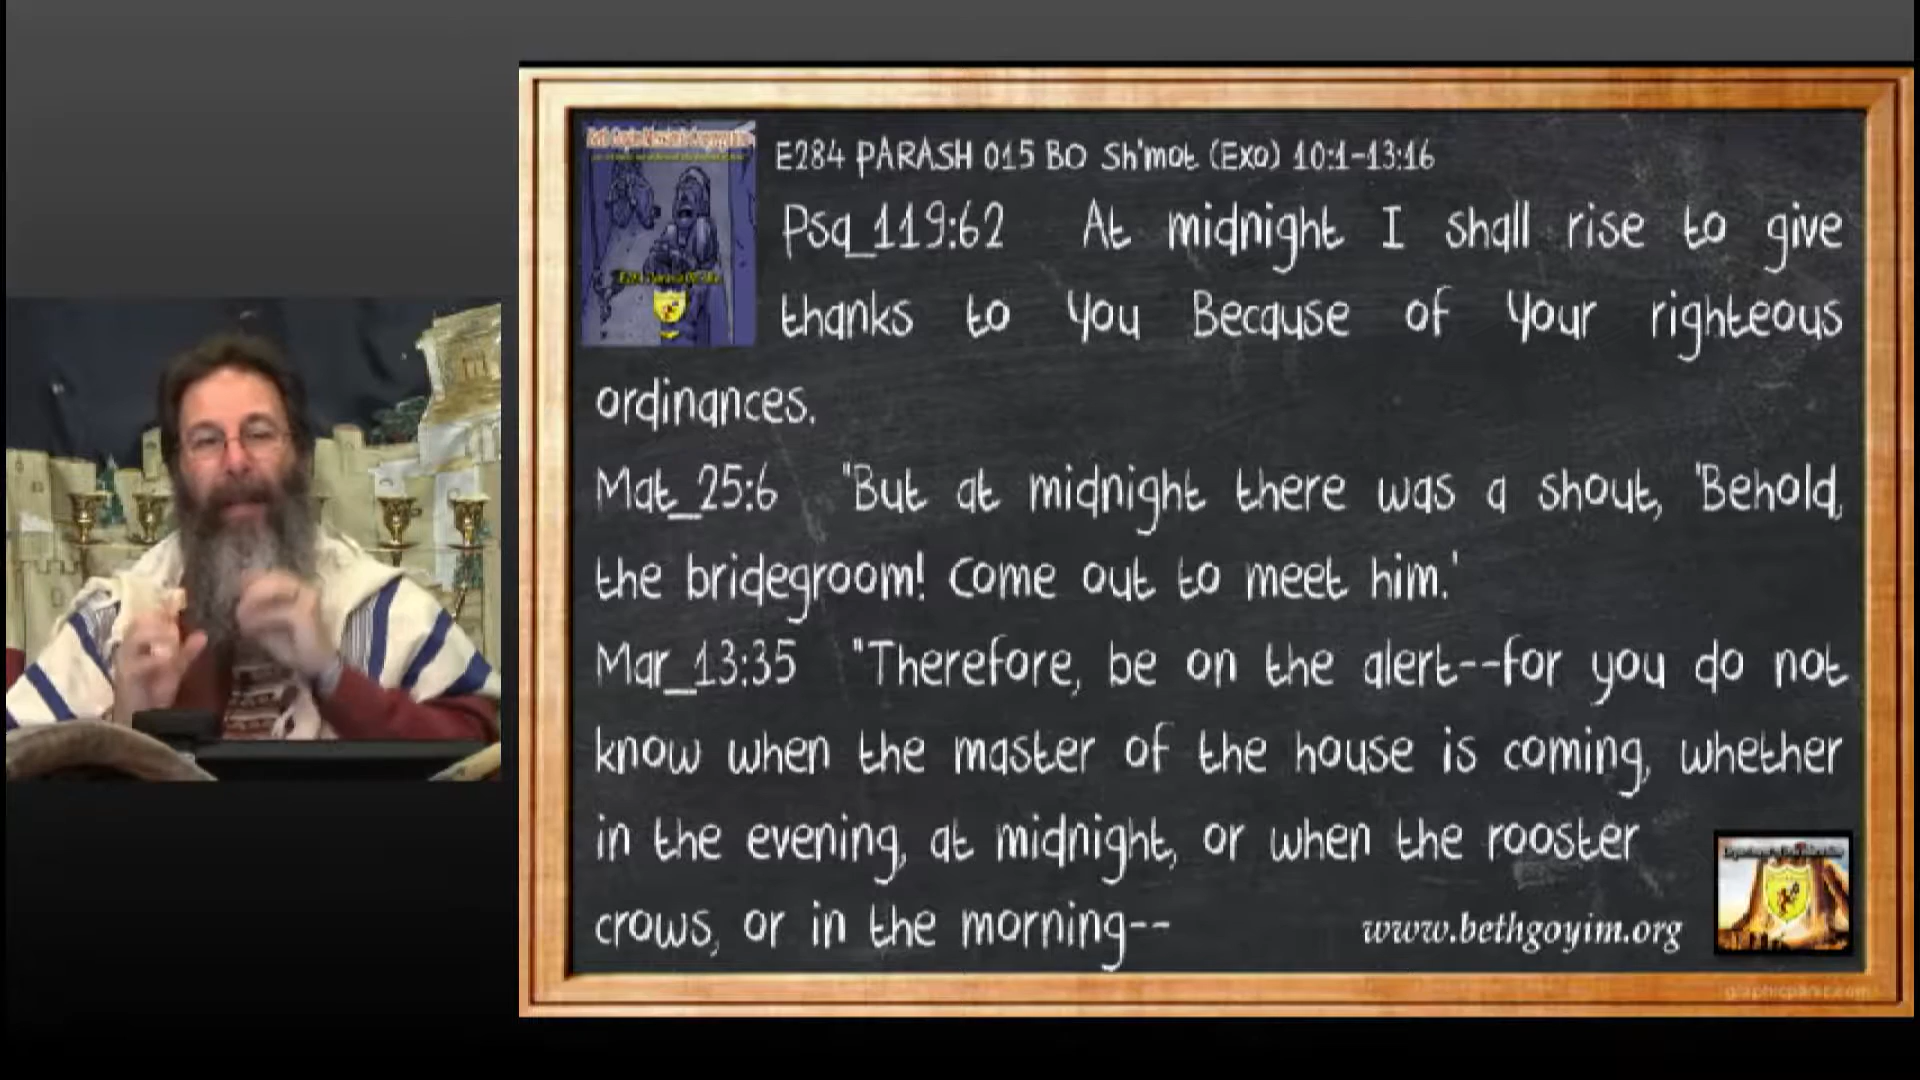 E284 PARASH 015 BO Sh'mot (Exo) 10:1-13:16
Psa_119:62 At midnight I shall rise to give
thanks to You Because of Your righteous
ordinances.
Mat_25:6 "But at midnight there was a shout, 'Behold,
the bridegroom! Come out to meet him.'
Mar_13:35 "Therefore, be on the alert--for you do not
know when the master of the house is coming, whether
in the evening, at midnight, or when the rooster
crows, or in the morning--
www.bethgoyim.org
graphicpanic.com